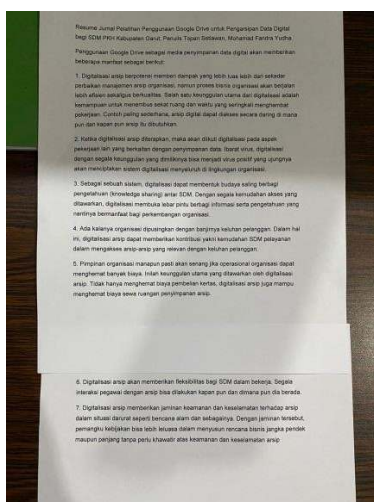 Resume Jurnal Pelatihan Penggunaan Google Drive untuk Pengarsipan Data Digital
bagi SDM PKH Kabupaten Garut, Penulis Topan Setiawan, Mohamad Fandra Yudha.
Penggunaan Google Drive sebagai media penyimpanan data digital akan memberikan
beberapa manfaat sebagai berikut:
1. Digitalisasi arsip berpotensi memberi dampak yang lebih luas lebih dari sekadar
perbaikan manajemen arsip organisasi, namun proses bisnis organisasi akan berjalan
lebih efisien sekaligus berkualitas. Salah satu keunggulan utama dari digitalisasi adalah
kemampuan untuk menembus sekat ruang dan waktu yang seringkali menghambat
pekerjaan. Contoh paling sederhana, arsip digital dapat diakses secara daring di mana
pun dan kapan pun arsip itu dibutuhkan.
2. Ketika digitalisasi arsip diterapkan, maka akan diikuti digitalisasi pada aspek
pekerjaan lain yang berkaitan dengan penyimpanan data. Ibarat virus, digitalisasi
dengan segala keunggulan yang dimilikinya bisa menjadi virus positif yang ujungnya
akan menciptakan sistem digitalisasi menyeluruh di lingkungan organisasi.
3. Sebagai sebuah sistem, digitalisasi dapat membentuk budaya saling berbagi
pengetahuan (knowledge sharing) antar SDM. Dengan segala kemudahan akses yang
ditawarkan, digitalisasi membuka lebar pintu berbagi informasi serta pengetahuan yang
nantinya bermanfaat bagi perkembangan organisasi.
4. Ada kalanya organisasi dipusingkan dengan banjirnya keluhan pelanggan. Dalam hal
ini, digitalisasi arsip dapat memberikan kontribusi yakni kemudahan SDM pelayanan
dalam mengakses arsip-arsip yang relevan dengan keluhan pelanggan.
5. Pimpinan organisasi manapun pasti akan senang jika operasional organisasi dapat
menghemat banyak biaya. Inilah keunggulan utama yang ditawarkan oleh digitalisasi
arsip. Tidak hanya menghemat biaya pembelian kertas, digitalisasi arsip juga mampu
menghemat biaya sewa ruangan penyimpanan arsip.
6. Digitalisasi arsip akan memberikan fleksibilitas bagi SDM dalam bekerja. Segala
interaksi pegawai dengan arsip bisa dilakukan kapan pun dan dimana pun dia berada.
7. Digitalisasi arsip memberikan jaminan keamanan dan keselamatan terhadap arsip
dalam situasi darurat seperti bencana alam dan sebagainya. Dengan jaminan tersebut,
pemangku kebijakan bisa lebih leluasa dalam menyusun rencana bisnis jangka pendek
maupun panjang tanpa perlu khawatir atas keamanan dan keselamatan arsip